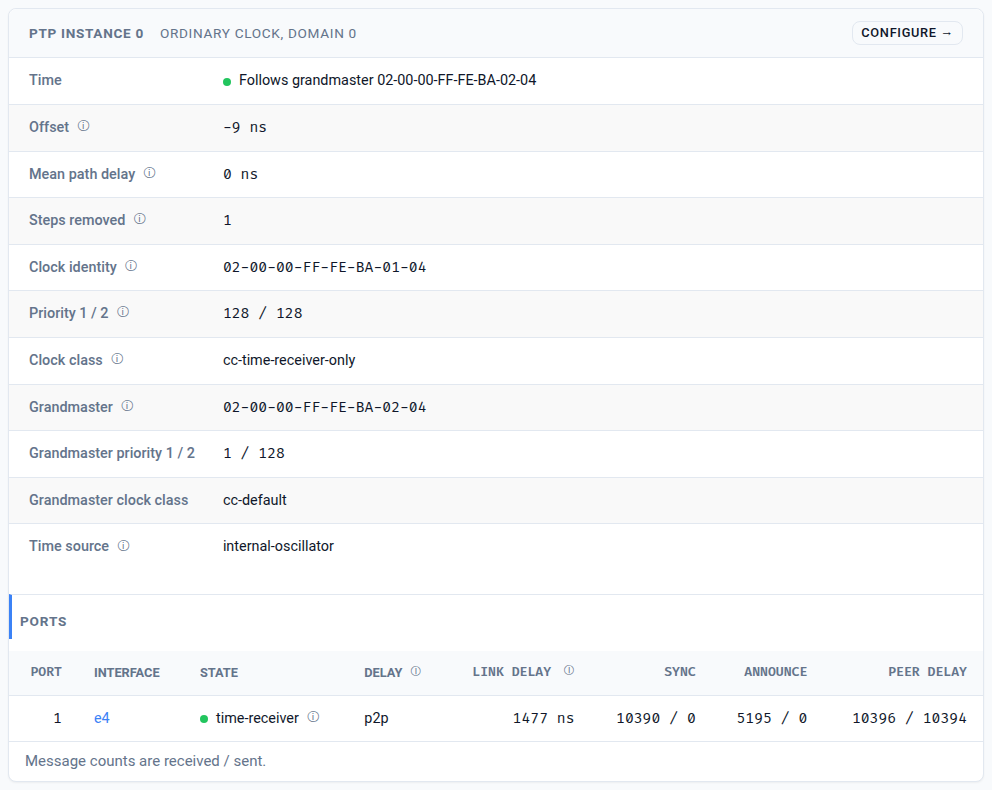 PTP INSTANCE 0 ORDINARY CLOCK, DOMAIN 0 CONFIGURE →
Time Follows grandmaster 02-00-00-FF-FE-BA-02-04
Offset ⓘ -9 ns
Mean path delay ⓘ 0 ns
Steps removed ⓘ 1
Clock identity ⓘ 02-00-00-FF-FE-BA-01-04
Priority 1 / 2 ⓘ 128 / 128
Clock class ⓘ cc-time-receiver-only
Grandmaster ⓘ 02-00-00-FF-FE-BA-02-04
Grandmaster priority 1 / 2 1 / 128
Grandmaster clock class cc-default
Time source ⓘ internal-oscillator
PORTS
PORT INTERFACE STATE DELAY ⓘ LINK DELAY ⓘ SYNC ANNOUNCE PEER DELAY
1 e4 time-receiver ⓘ p2p 1477 ns 10390 / 0 5195 / 0 10396 / 10394
Message counts are received / sent.